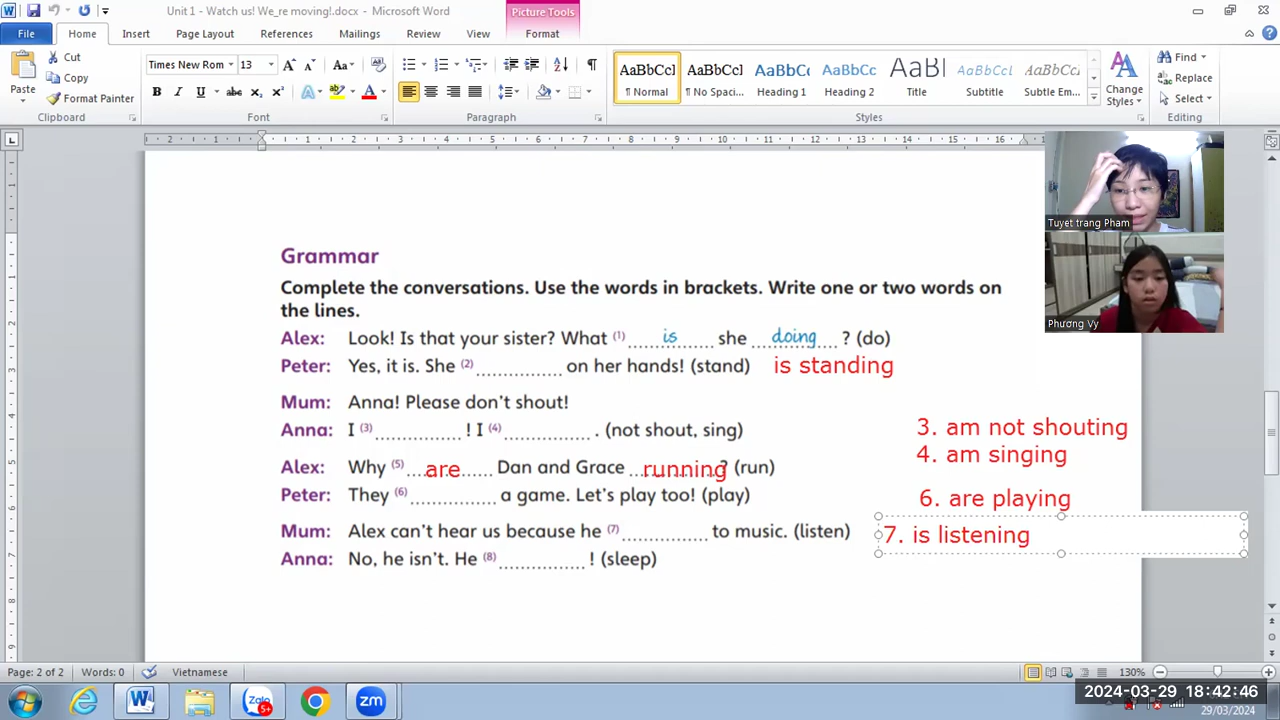 Unit 1 - Watch us! We_re moving!.docx - Microsoft Word
Picture Tools
File Home Insert Page Layout References Mailings Review View Format
Paste
Cut
Copy
Format Painter
Clipboard
Times New Rom 13
Font
Paragraph
AaBbCcI AaBbCcI AaBbCc AaBbCc AaBl AaBbCcL AaBbCcL
¶ Normal ¶ No Spaci... Heading 1 Heading 2 Title Subtitle Subtle Em...
Styles
Change Styles
Find
Replace
Select
Editing
Tuyet trang Pham
Phương Vy
Grammar
Complete the conversations. Use the words in brackets. Write one or two words on
the lines.
Alex: Look! Is that your sister? What (1) is she doing ? (do)
Peter: Yes, it is. She (2) .............. on her hands! (stand) is standing
Mum: Anna! Please don't shout!
Anna: I (3) .............. ! I (4) .............. . (not shout, sing)
3. am not shouting
4. am singing
Alex: Why (5) are Dan and Grace running ? (run)
Peter: They (6) .............. a game. Let's play too! (play)
6. are playing
Mum: Alex can't hear us because he (7) .............. to music. (listen)
7. is listening
Anna: No, he isn't. He (8) .............. ! (sleep)
Page: 2 of 2 Words: 0 Vietnamese 130%
Zalo
5+
zm
2024-03-29 18:42:46
29/03/2024